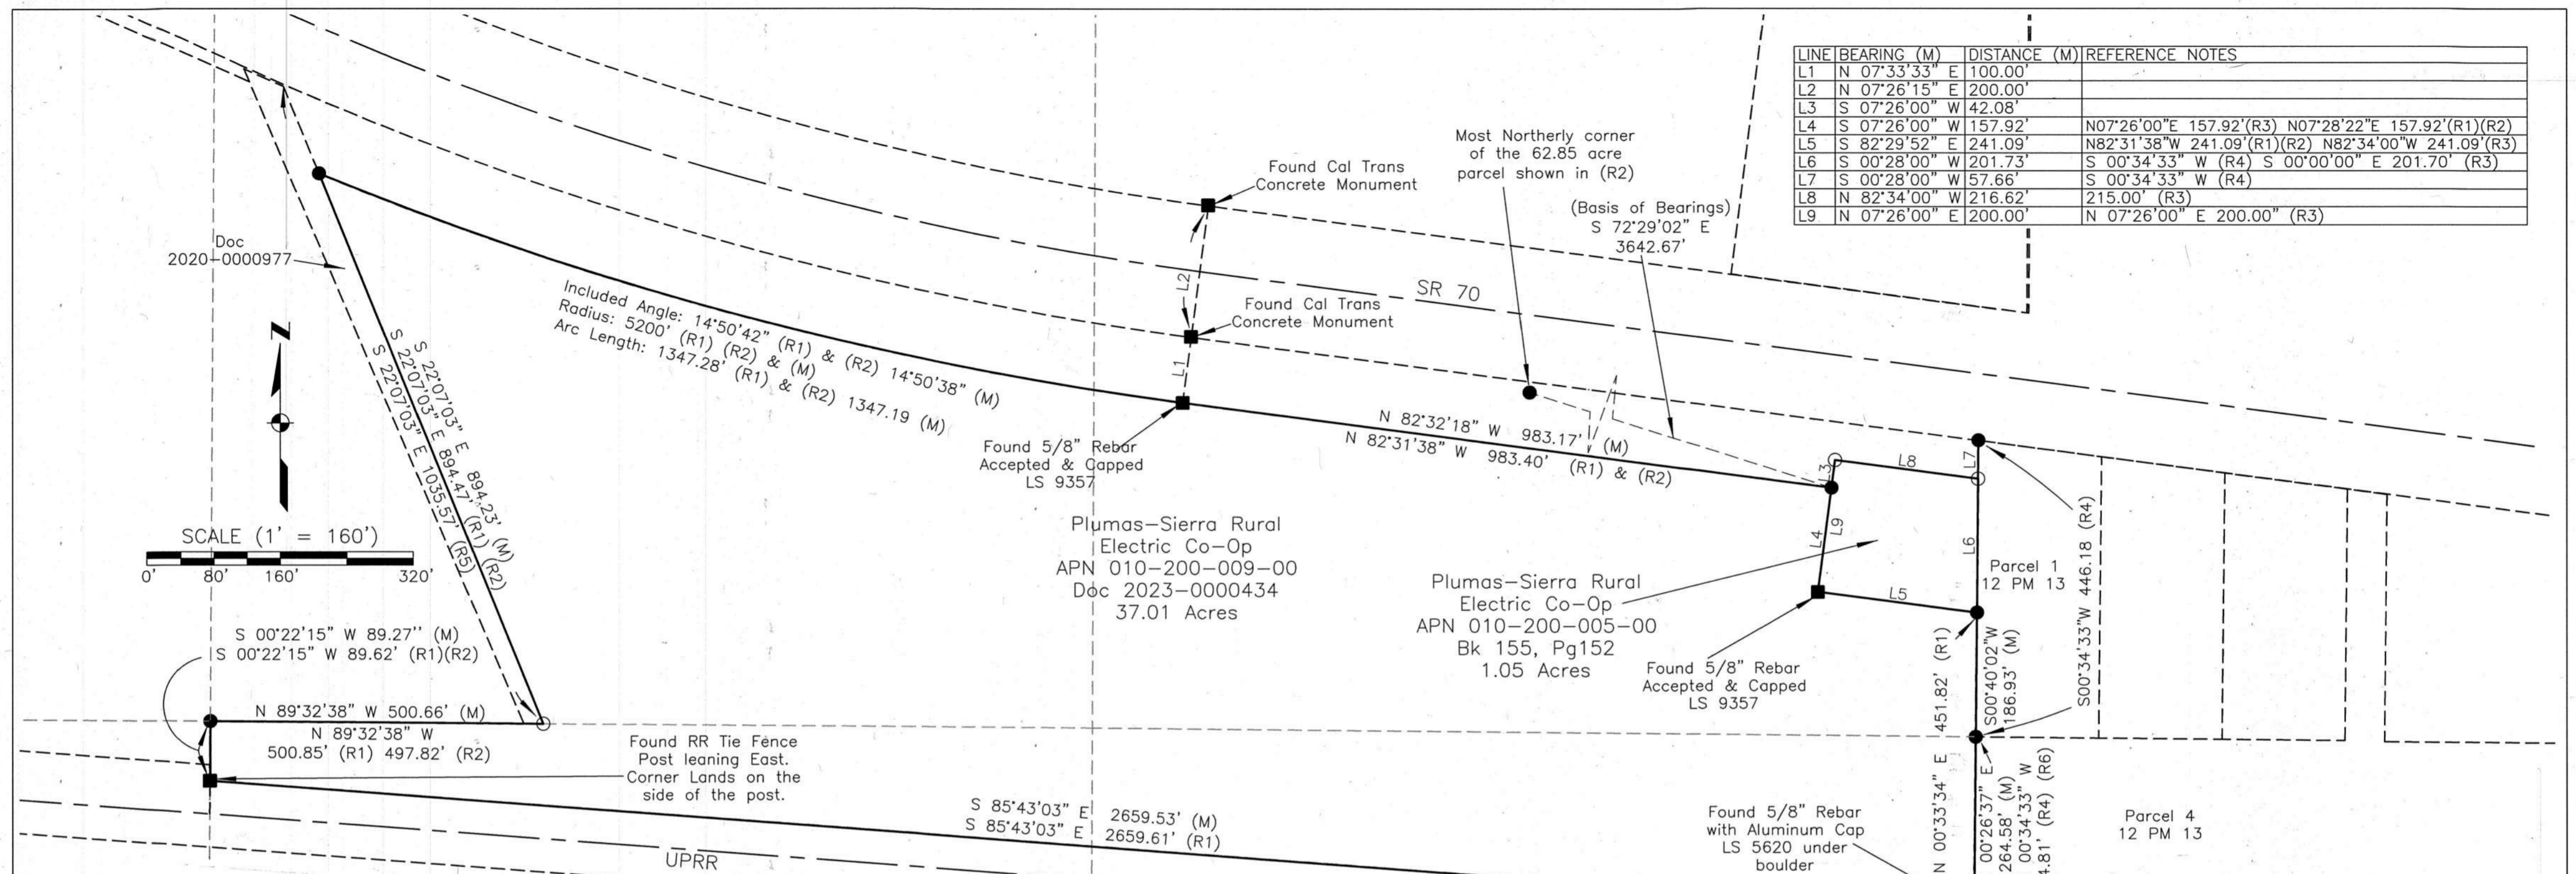 LINE BEARING (M) DISTANCE (M) REFERENCE NOTES
L1 N 07°33'33" E 100.00'
L2 N 07°26'15" E 200.00'
L3 S 07°26'00" W 42.08'
L4 S 07°26'00" W 157.92' N07°26'00"E 157.92'(R3) N07°28'22"E 157.92'(R1)(R2)
L5 S 82°29'52" E 241.09' N82°31'38"W 241.09'(R1)(R2) N82°34'00"W 241.09'(R3)
L6 S 00°28'00" W 201.73' S 00°34'33" W (R4) S 00°00'00" E 201.70' (R3)
L7 S 00°28'00" W 57.66' S 00°34'33" W (R4)
L8 N 82°34'00" W 216.62' 215.00' (R3)
L9 N 07°26'00" E 200.00' N 07°26'00" E 200.00" (R3)
Most Northerly corner
of the 62.85 acre
parcel shown in (R2)
Found Cal Trans
Concrete Monument
(Basis of Bearings)
S 72°29'02" E
3642.67'
Doc
2020-0000977
L2
SR 70
Found Cal Trans
Concrete Monument
Included Angle: 14°50'42" (R1) & (R2) 14°50'38" (M)
Radius: 5200' (R1) (R2) & (M)
Arc Length: 1347.28' (R1) & (R2) 1347.19 (M)
L1
N
S 22°07'03" E 894.23' (M)
S 22°07'03" E 894.47' (R1) (R2)
S 22°07'03" E 1035.57' (R5)
N 82°32'18" W 983.17' (M)
N 82°31'38" W 983.40' (R1) & (R2)
Found 5/8" Rebar
Accepted & Capped
LS 9357
L3
L8
L7
SCALE (1' = 160')
0' 80' 160' 320'
Plumas-Sierra Rural
Electric Co-Op
APN 010-200-009-00
Doc 2023-0000434
37.01 Acres
L4
L9
L6
L5
Plumas-Sierra Rural
Electric Co-Op
APN 010-200-005-00
Bk 155, Pg152
1.05 Acres
Parcel 1
12 PM 13
S00°34'33"W 446.18 (R4)
S 00°22'15" W 89.27'' (M)
S 00°22'15" W 89.62' (R1)(R2)
Found 5/8" Rebar
Accepted & Capped
LS 9357
N 00°33'34" E 451.82' (R1)
S00°40'02"W
186.93' (M)
N 89°32'38" W 500.66' (M)
N 89°32'38" W
500.85' (R1) 497.82' (R2)
Found RR Tie Fence
Post leaning East.
Corner Lands on the
side of the post.
S 85°43'03" E 2659.53' (M)
S 85°43'03" E 2659.61' (R1)
UPRR
Found 5/8" Rebar
with Aluminum Cap
LS 5620 under
boulder
00°26'37" E
264.58' (M)
00°34'33" W
4.81' (R4) (R6)
Parcel 4
12 PM 13